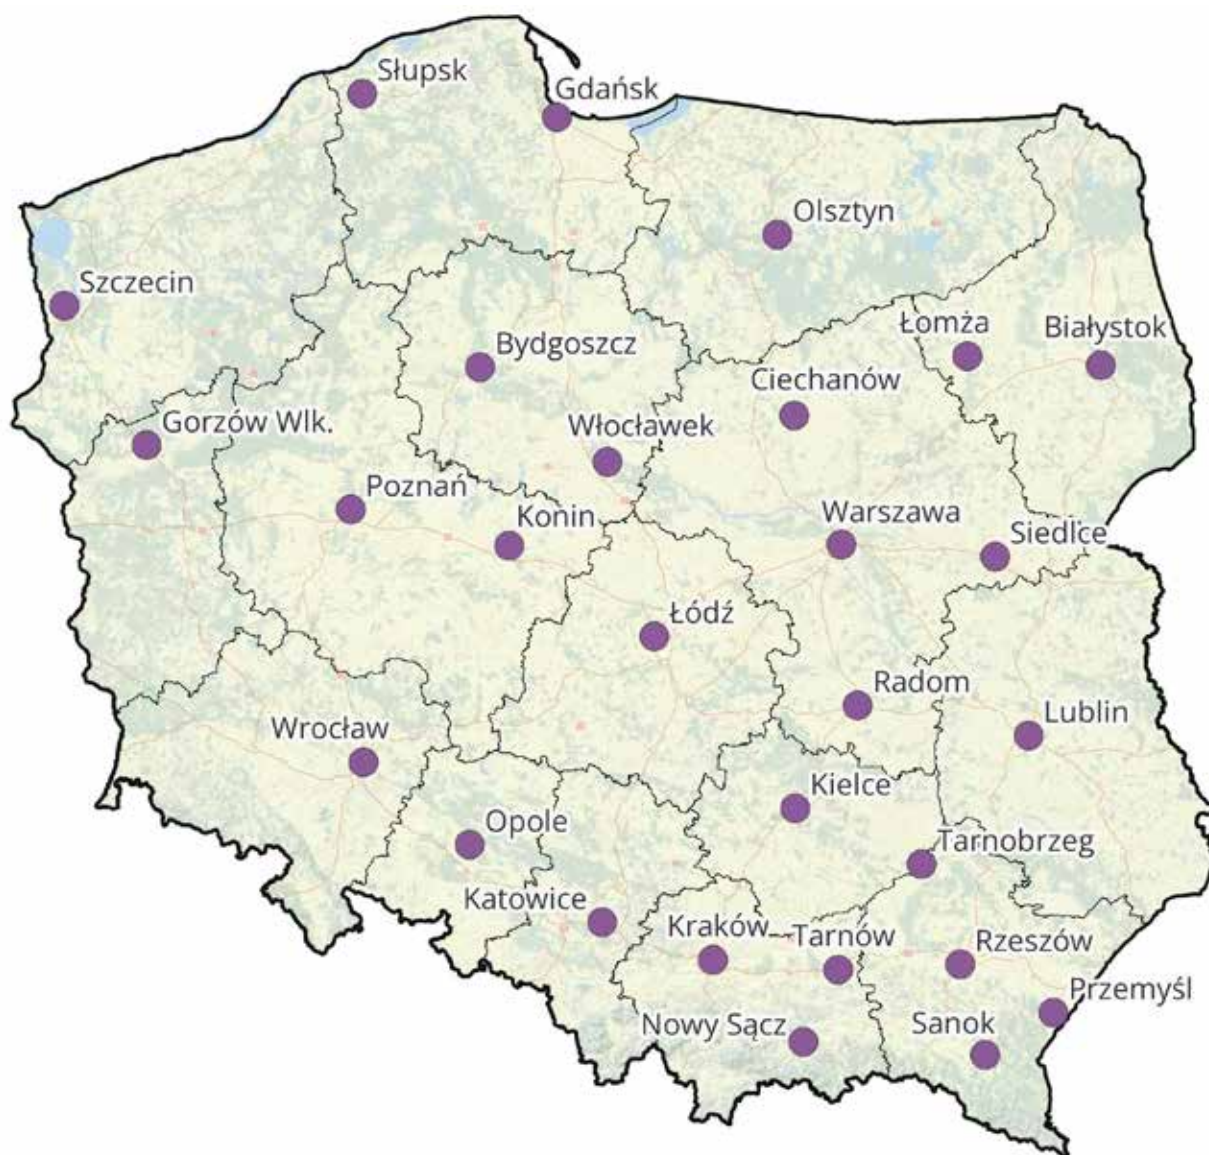 Słupsk
Gdańsk
Olsztyn
Szczecin
Łomża
Białystok
Bydgoszcz
Ciechanów
Gorzów Wlk.
Włocławek
Poznań
Konin
Warszawa
Siedlce
Łódź
Radom
Lublin
Wrocław
Kielce
Opole
Tarnobrzeg
Katowice
Kraków
Tarnów
Rzeszów
Przemyśl
Nowy Sącz
Sanok